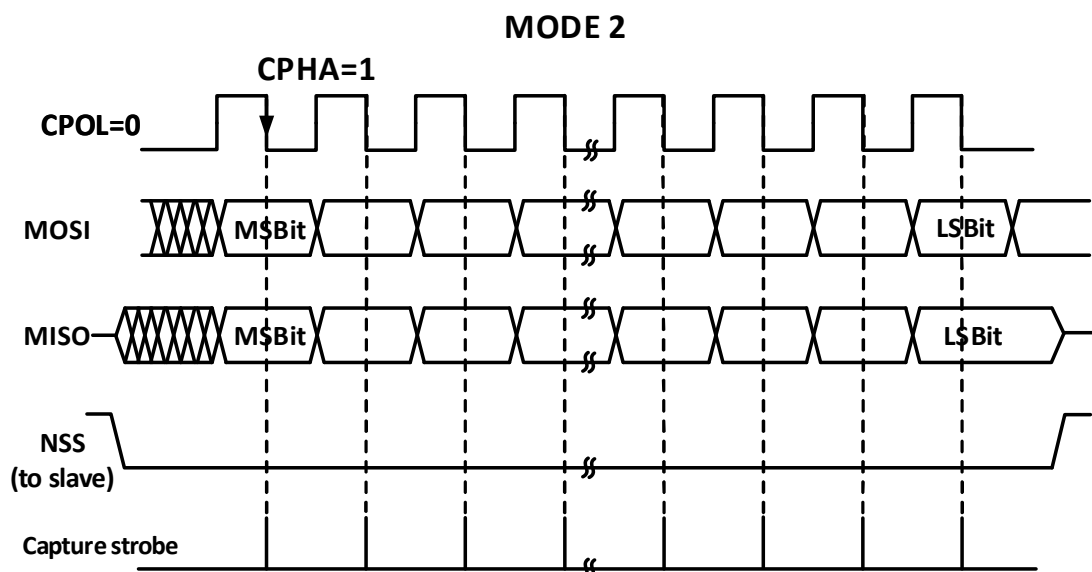 MODE 2
CPHA=1
CPOL=0
MOSI
MSBit
LSBit
MISO
MSBit
LSBit
NSS
(to slave)
Capture strobe